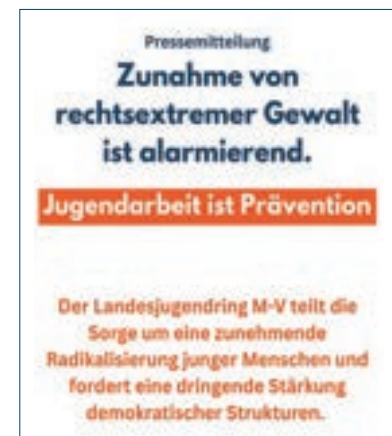 Pressemitteilung
Zunahme von
rechtsextremer Gewalt
ist alarmierend.
Jugendarbeit ist Prävention
Der Landesjugendring M-V teilt die
Sorge um eine zunehmende
Radikalisierung junger Menschen und
fordert eine dringende Stärkung
demokratischer Strukturen.